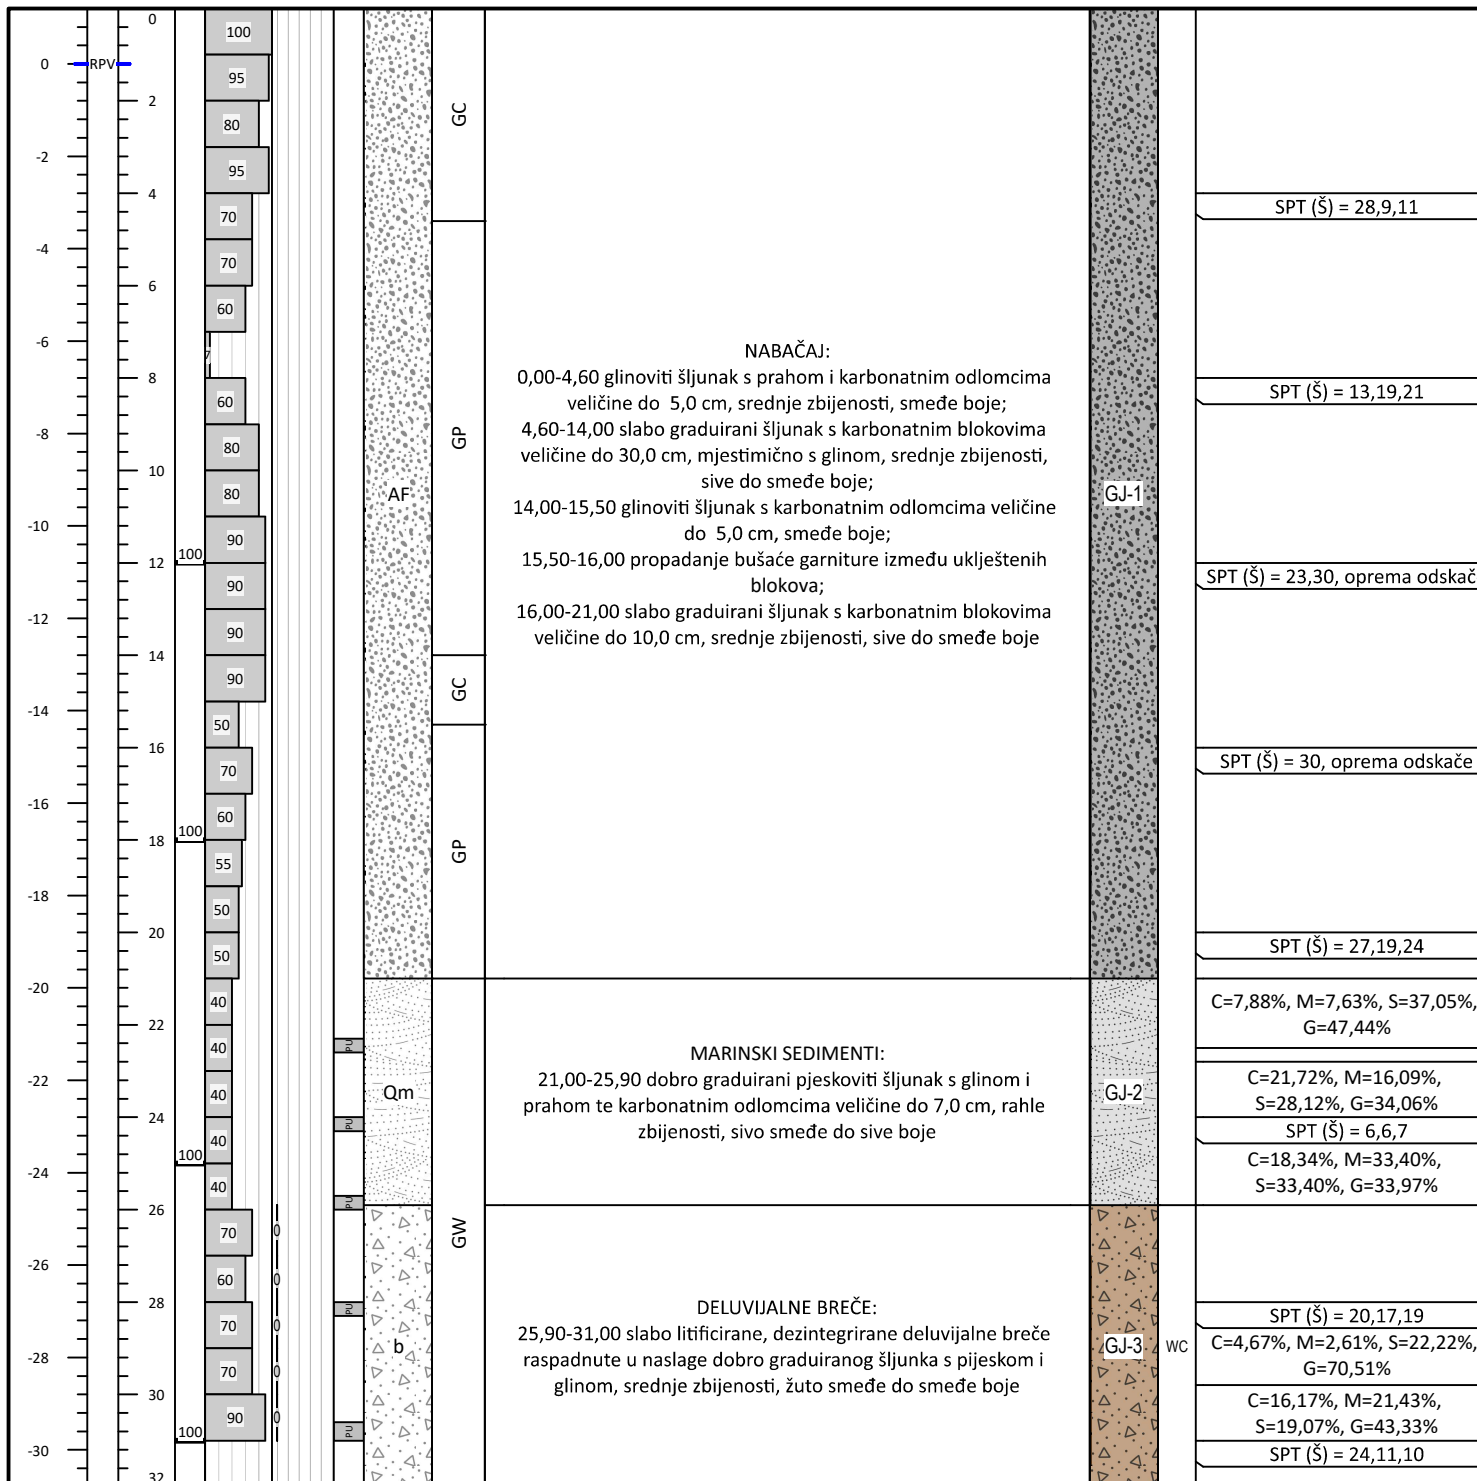 0
-2
-4
-6
-8
-10
-12
-14
-16
-18
-20
-22
-24
-26
-28
-30
RPV
0
2
4
6
8
10
12
14
16
18
20
22
24
26
28
30
32
100
100
100
100
100
95
80
95
70
70
60
7
60
80
80
90
90
90
90
50
70
60
55
50
50
40
40
40
40
40
70
60
70
70
90
0
0
0
0
0
PU
PU
PU
PU
PU
AF
Qm
b
GC
GP
GC
GP
GW
NABAČAJ:
0,00-4,60 glinoviti šljunak s prahom i karbonatnim odlomcima
veličine do 5,0 cm, srednje zbijenosti, smeđe boje;
4,60-14,00 slabo graduirani šljunak s karbonatnim blokovima
veličine do 30,0 cm, mjestimično s glinom, srednje zbijenosti,
sive do smeđe boje;
14,00-15,50 glinoviti šljunak s karbonatnim odlomcima veličine
do 5,0 cm, smeđe boje;
15,50-16,00 propadanje bušaće garniture između uklještenih
blokova;
16,00-21,00 slabo graduirani šljunak s karbonatnim blokovima
veličine do 10,0 cm, srednje zbijenosti, sive do smeđe boje
MARINSKI SEDIMENTI:
21,00-25,90 dobro graduirani pjeskoviti šljunak s glinom i
prahom te karbonatnim odlomcima veličine do 7,0 cm, rahle
zbijenosti, sivo smeđe do sive boje
DELUVIJALNE BREČE:
25,90-31,00 slabo litificirane, dezintegrirane deluvijalne breče
raspadnute u naslage dobro graduiranog šljunka s pijeskom i
glinom, srednje zbijenosti, žuto smeđe do smeđe boje
GJ-1
GJ-2
GJ-3
WC
SPT (Š) = 28,9,11
SPT (Š) = 13,19,21
SPT (Š) = 23,30, oprema odskač
SPT (Š) = 30, oprema odskače
SPT (Š) = 27,19,24
C=7,88%, M=7,63%, S=37,05%,
G=47,44%
C=21,72%, M=16,09%,
S=28,12%, G=34,06%
SPT (Š) = 6,6,7
C=18,34%, M=33,40%,
S=33,40%, G=33,97%
SPT (Š) = 20,17,19
C=4,67%, M=2,61%, S=22,22%,
G=70,51%
C=16,17%, M=21,43%,
S=19,07%, G=43,33%
SPT (Š) = 24,11,10